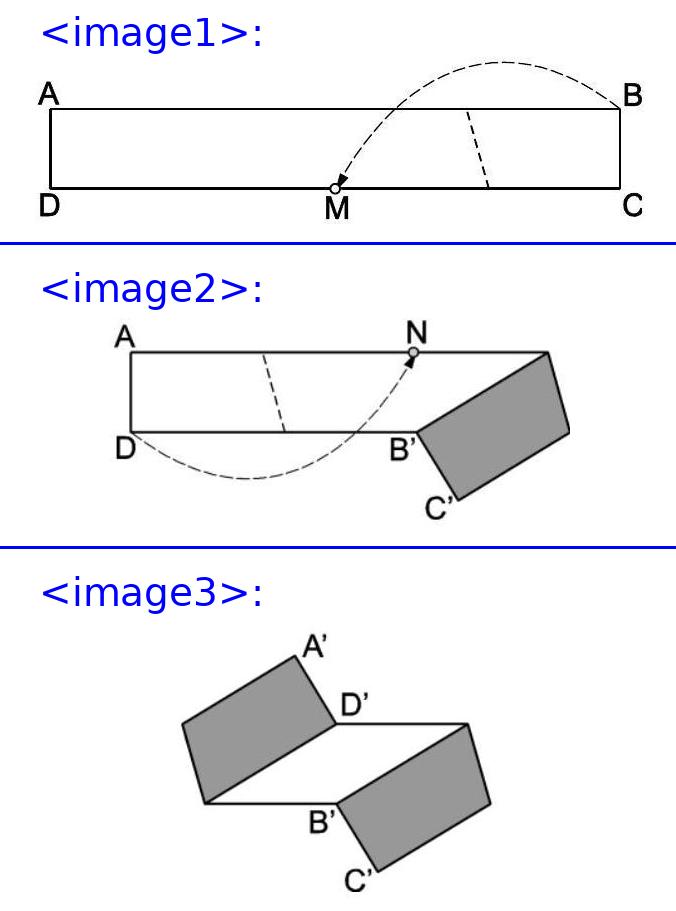 <image1>:
A B
D M C
<image2>:
A N
D B’
C’
<image3>:
A’
D’
B’
C’